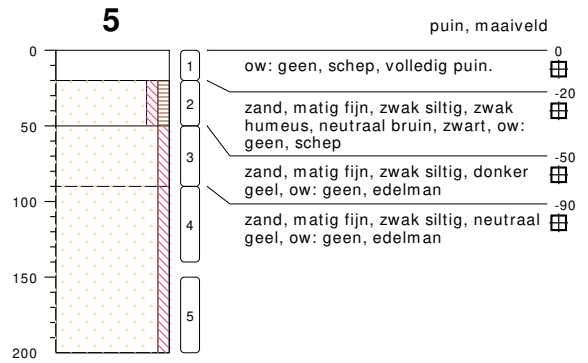 5
puin, maaiveld
0
0
1
ow: geen, schep, volledig puin.
-20
2
zand, matig fijn, zwak siltig, zwak
humeus, neutraal bruin, zwart, ow:
geen, schep
50
-50
3
zand, matig fijn, zwak siltig, donker
geel, ow: geen, edelman
-90
100
4
zand, matig fijn, zwak siltig, neutraal
geel, ow: geen, edelman
150
5
200